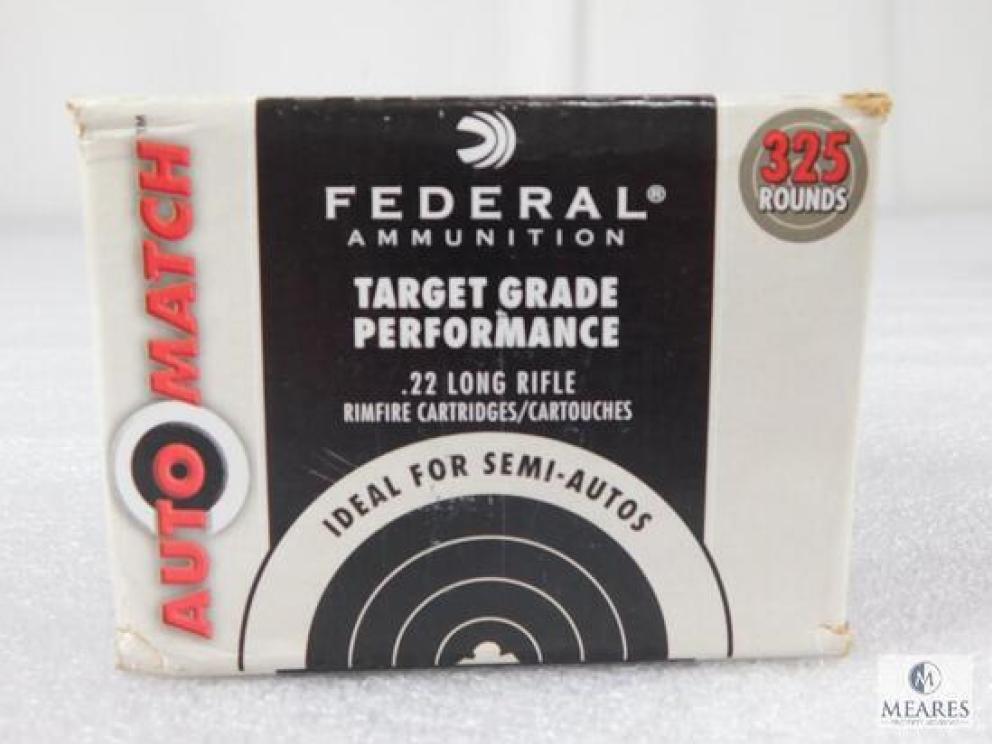 AUTO MATCH™
FEDERAL®
AMMUNITION
TARGET GRADE
PERFORMANCE
.22 LONG RIFLE
RIMFIRE CARTRIDGES/CARTOUCHES
IDEAL FOR SEMI-AUTOS
325
ROUNDS
M
MEARES